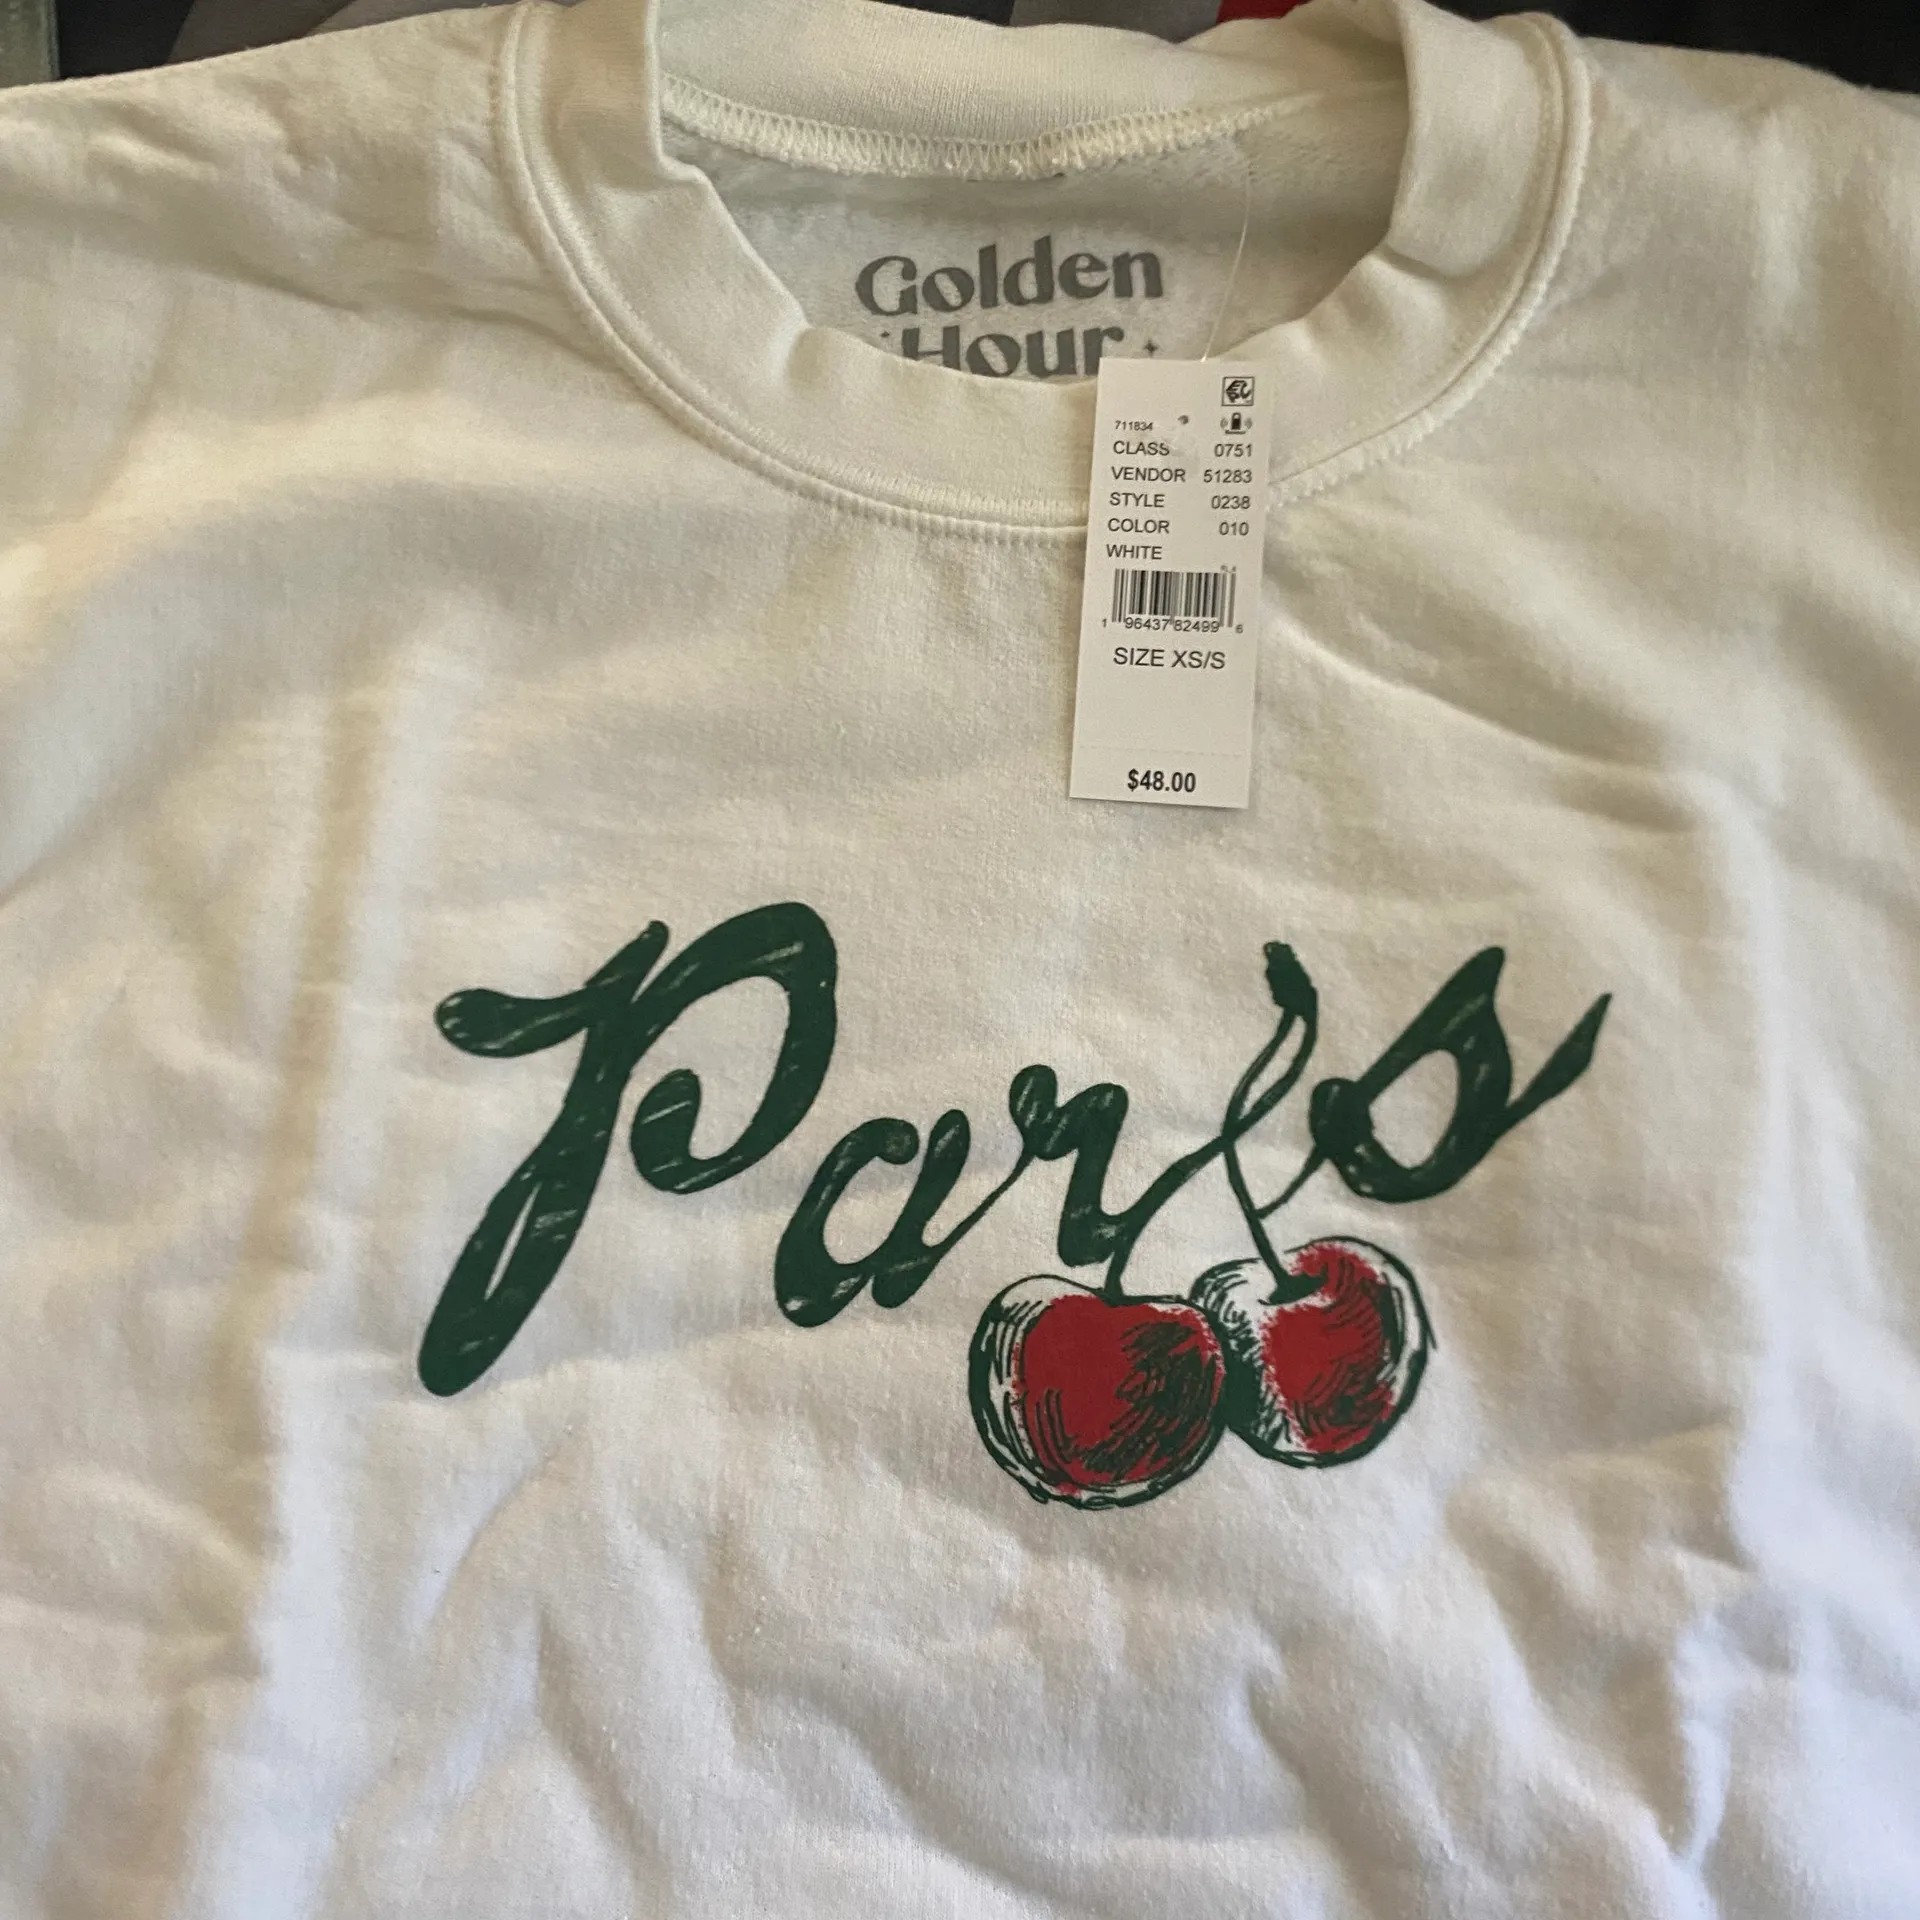 Golden
Hour
711834
CLASS 0751
VENDOR 51283
STYLE 0238
COLOR 010
WHITE
1 96437 82499 6
SIZE XS/S
$48.00
Paris